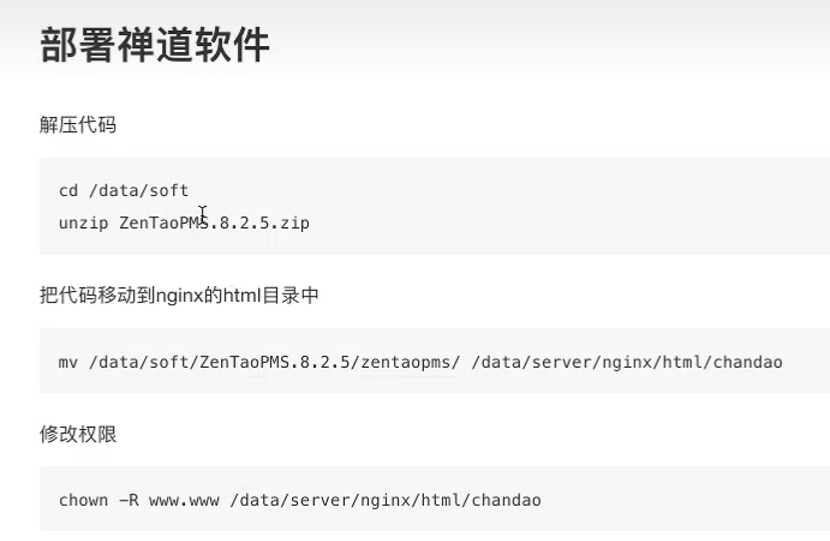 部署禅道软件
解压代码
cd /data/soft
unzip ZenTaoPMS.8.2.5.zip
把代码移动到nginx的html目录中
mv /data/soft/ZenTaoPMS.8.2.5/zentaopms/ /data/server/nginx/html/chandao
修改权限
chown -R www.www /data/server/nginx/html/chandao